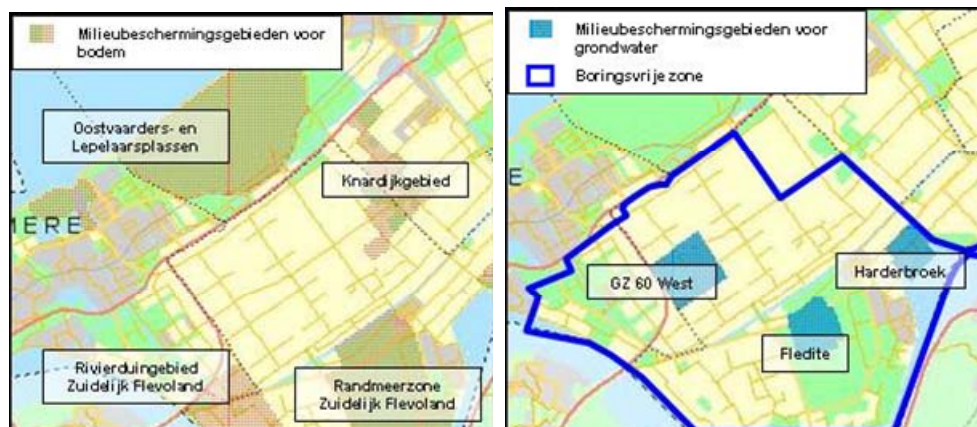 Milieubeschermingsgebieden voor
bodem
Oostvaarders- en
Lepelaarsplassen
Knardijkgebied
MERE
Rivierduingebied
Zuidelijk Flevoland
Randmeerzone
Zuidelijk Flevoland
Milieubeschermingsgebieden voor
grondwater
Boringsvrije zone
E
GZ 60 West
Harderbroek
Fledite